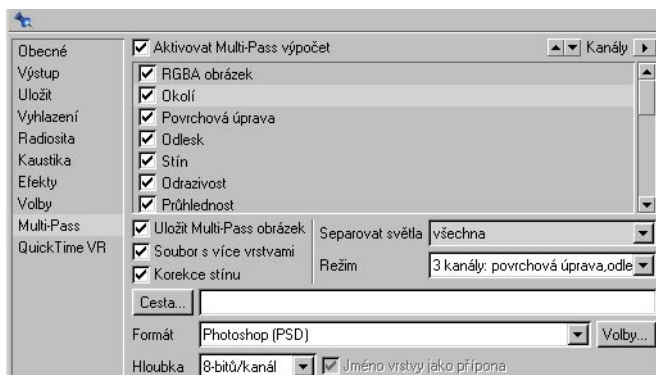 Obecné
Výstup
Uložit
Vyhlazení
Radiosita
Kaustika
Efekty
Volby
Multi-Pass
QuickTime VR
Aktivovat Multi-Pass výpočet
Kanály
RGBA obrázek
Okolí
Povrchová úprava
Odlesk
Stín
Odrazivost
Průhlednost
Uložit Multi-Pass obrázek
Soubor s více vrstvami
Korekce stínu
Separovat světla všechna
Režim 3 kanály: povrchová úprava,odle
Cesta...
Formát Photoshop (PSD) Volby...
Hloubka 8-bitů/kanál Jméno vrstvy jako přípona